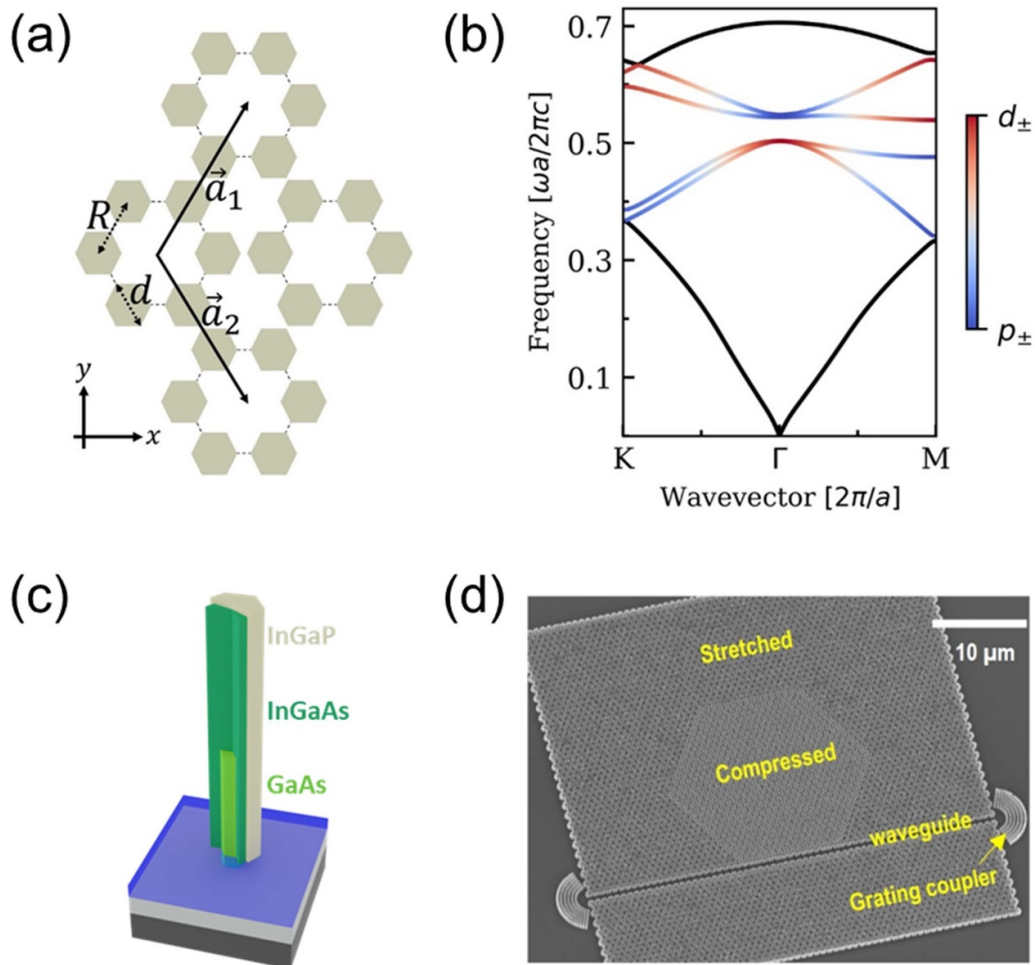 (a)
R
d
a⃗₁
a⃗₂
y
x
(b)
Frequency [ωa/2πc]
0.7
0.5
0.3
0.1
K
Γ
M
Wavevector [2π/a]
d±
p±
(c)
InGaP
InGaAs
GaAs
(d)
Stretched
10 μm
Compressed
waveguide
Grating coupler